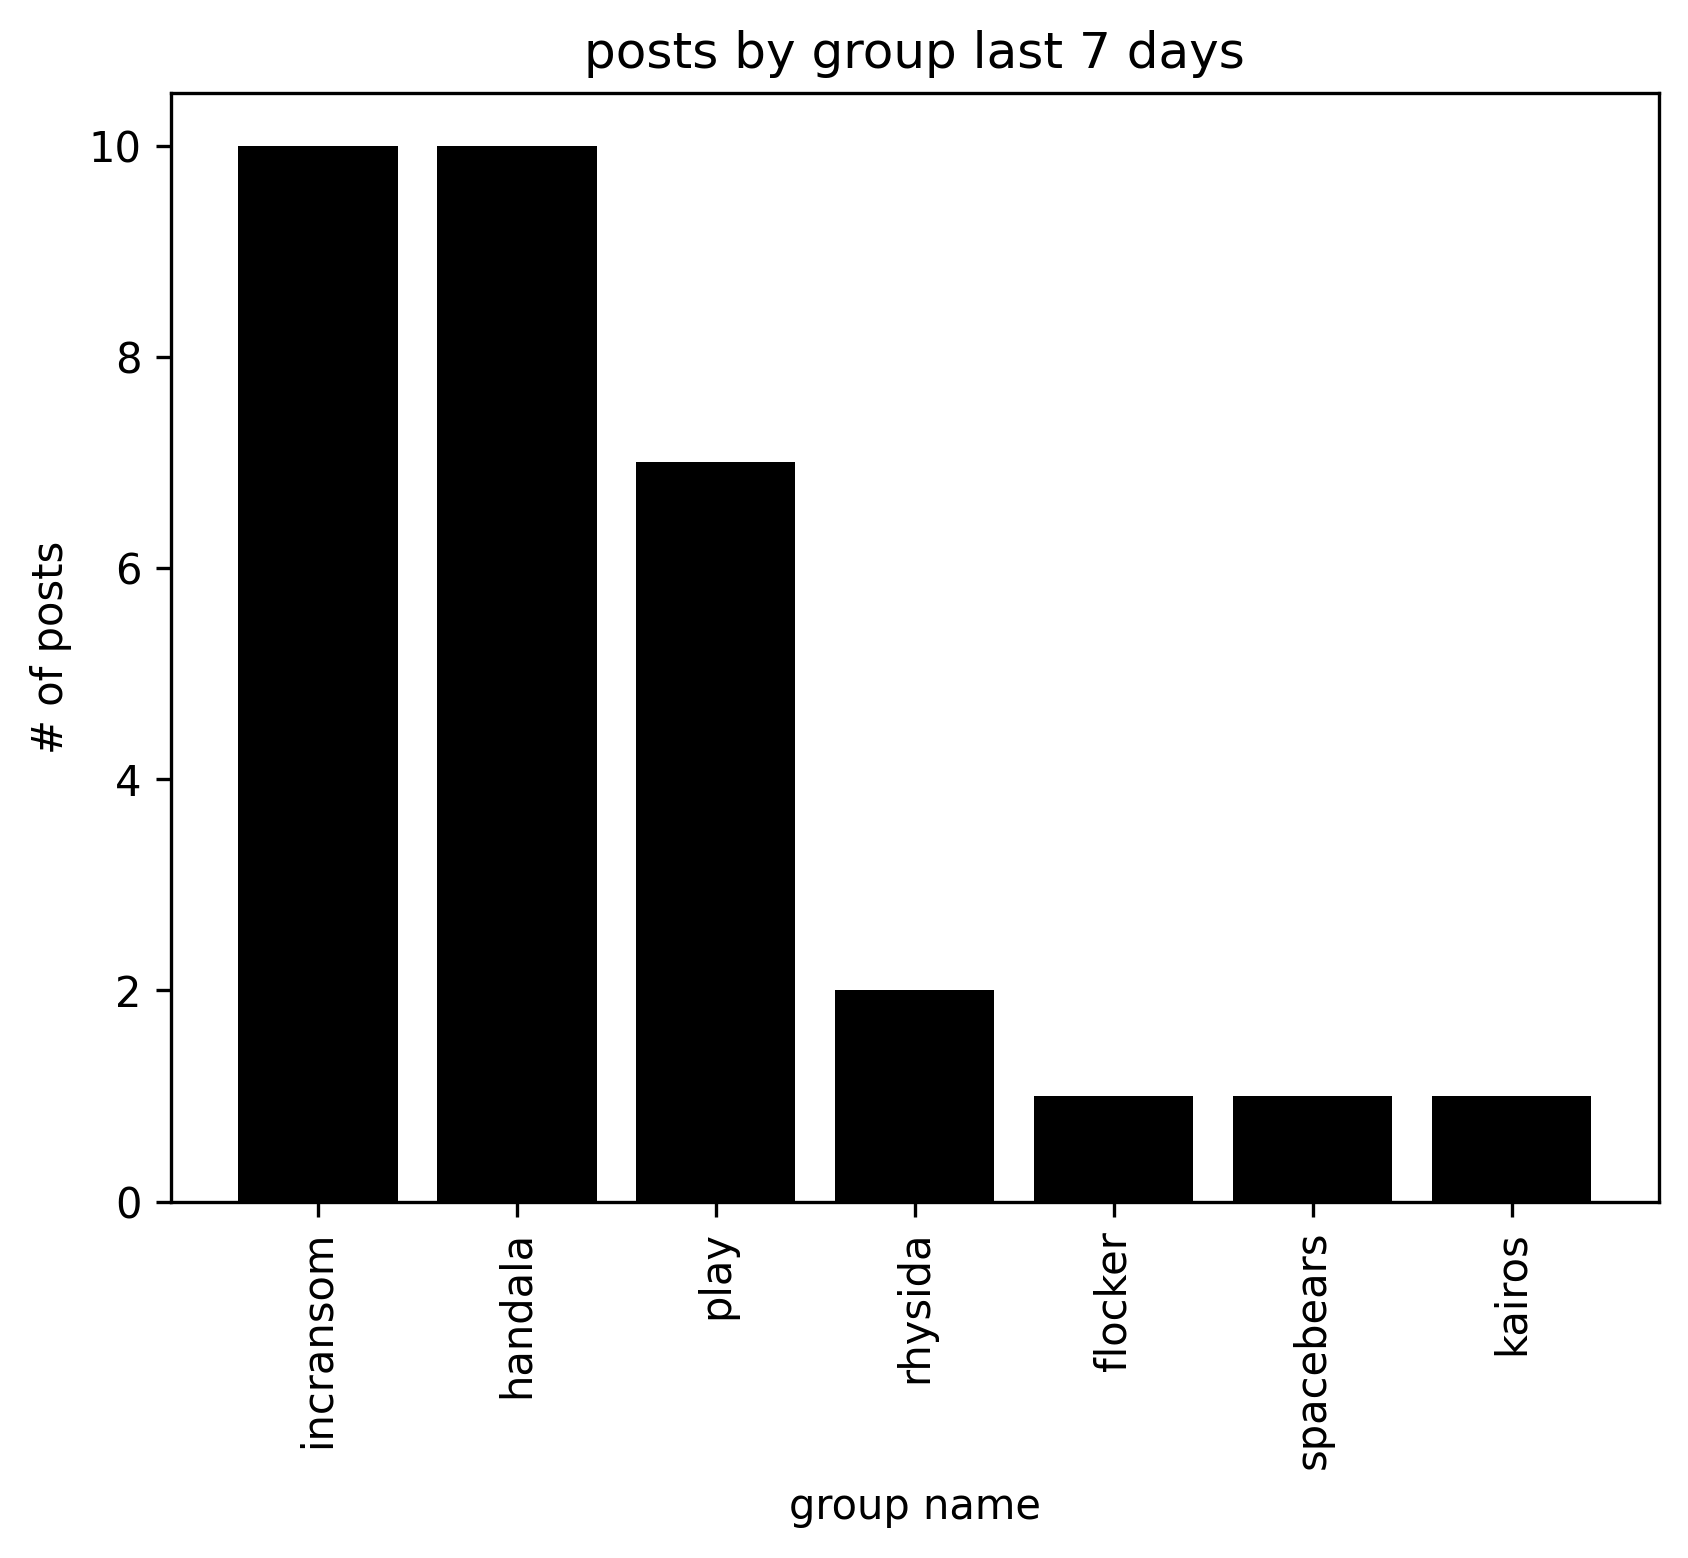 posts by group last 7 days
# of posts
10
8
6
4
2
0
incransom
handala
play
rhysida
flocker
spacebears
kairos
group name